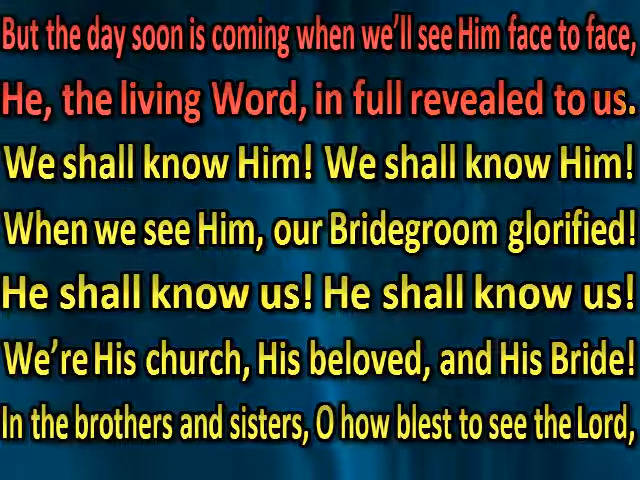 But the day soon is coming when we’ll see Him face to face,
He, the living Word, in full revealed to us.
We shall know Him! We shall know Him!
When we see Him, our Bridegroom glorified!
He shall know us! He shall know us!
We’re His church, His beloved, and His Bride!
In the brothers and sisters, O how blest to see the Lord,